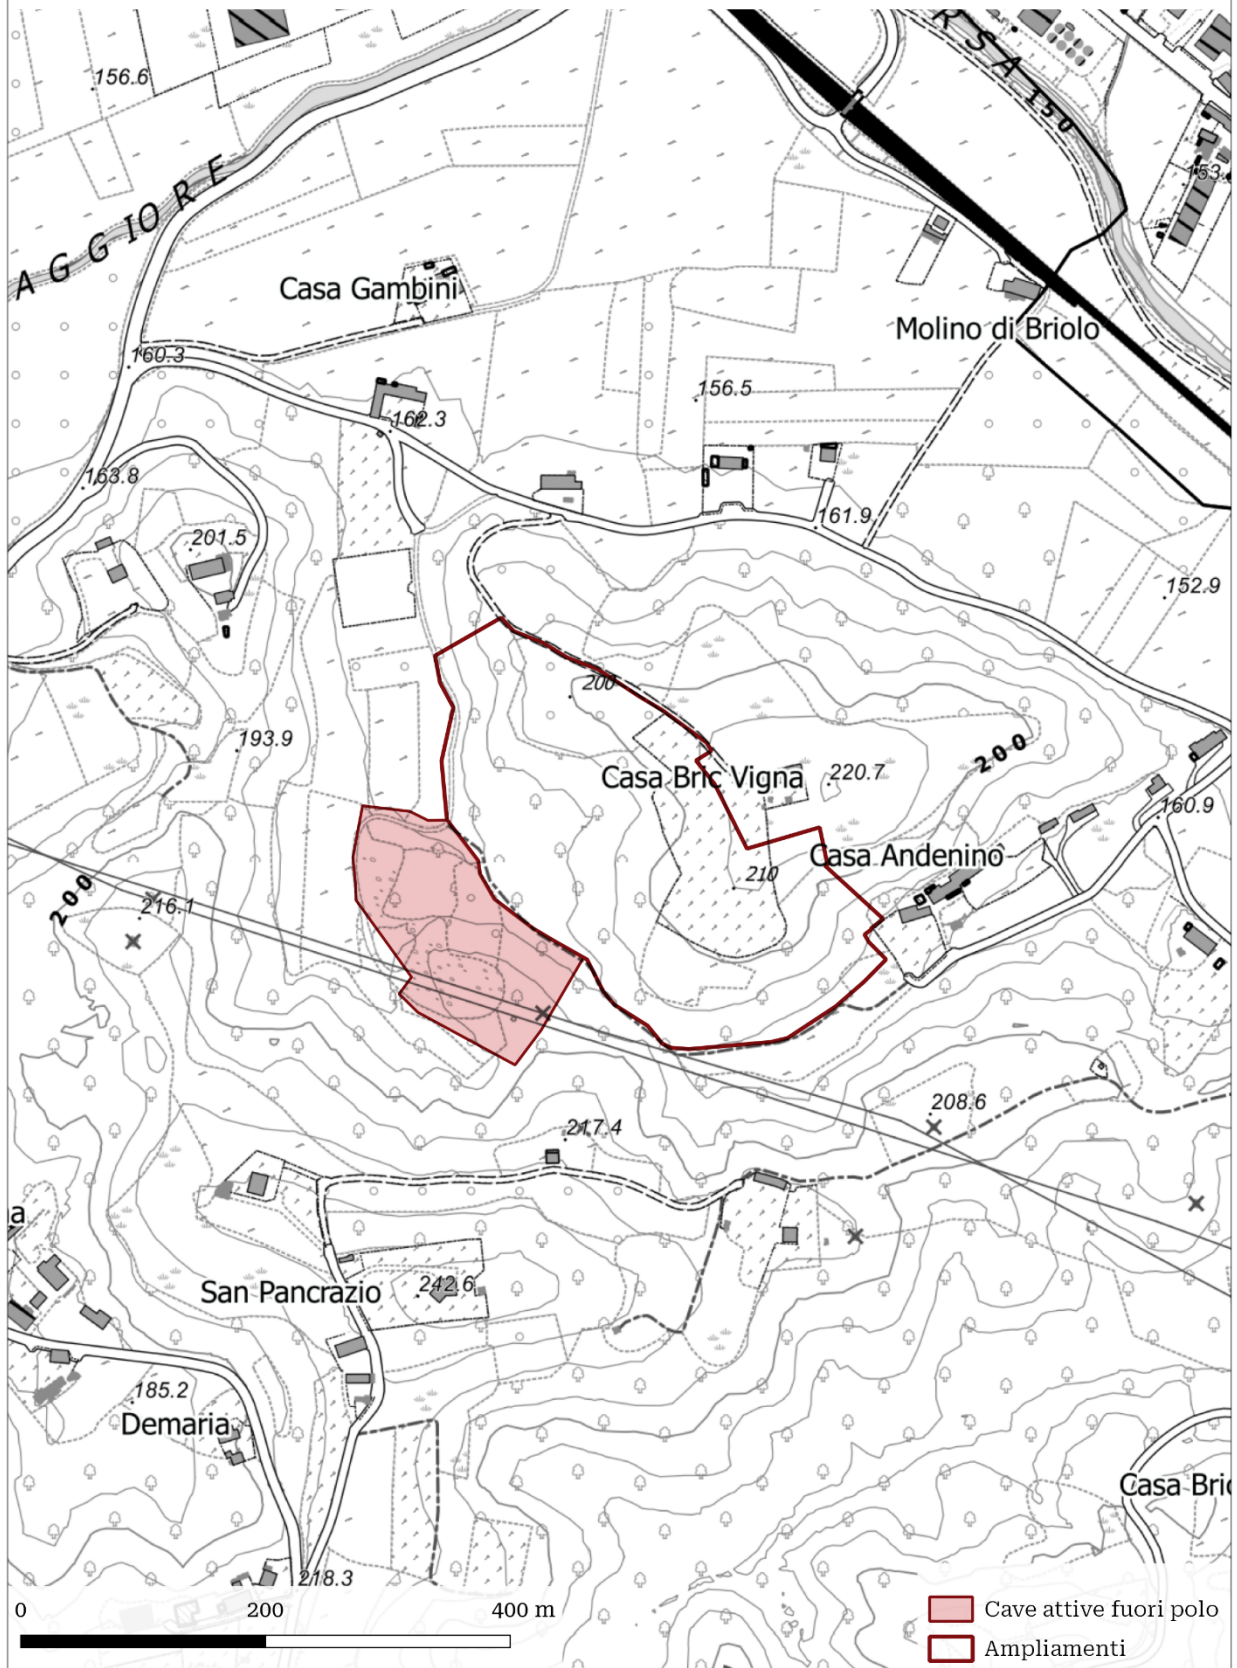 RSA
156.6
150
153.
AGGIORE
Casa Gambini
Molino di Briolo
160.3
156.5
162.3
163.8
161.9
201.5
152.9
200
193.9
200
Casa Bric Vigna
220.7
160.9
Casa Andenino
210
200
216.1
208.6
217.4
a
San Pancrazio
242.6
185.2
Demaria
Casa Bric
218.3
0 200 400 m
Cave attive fuori polo
Ampliamenti